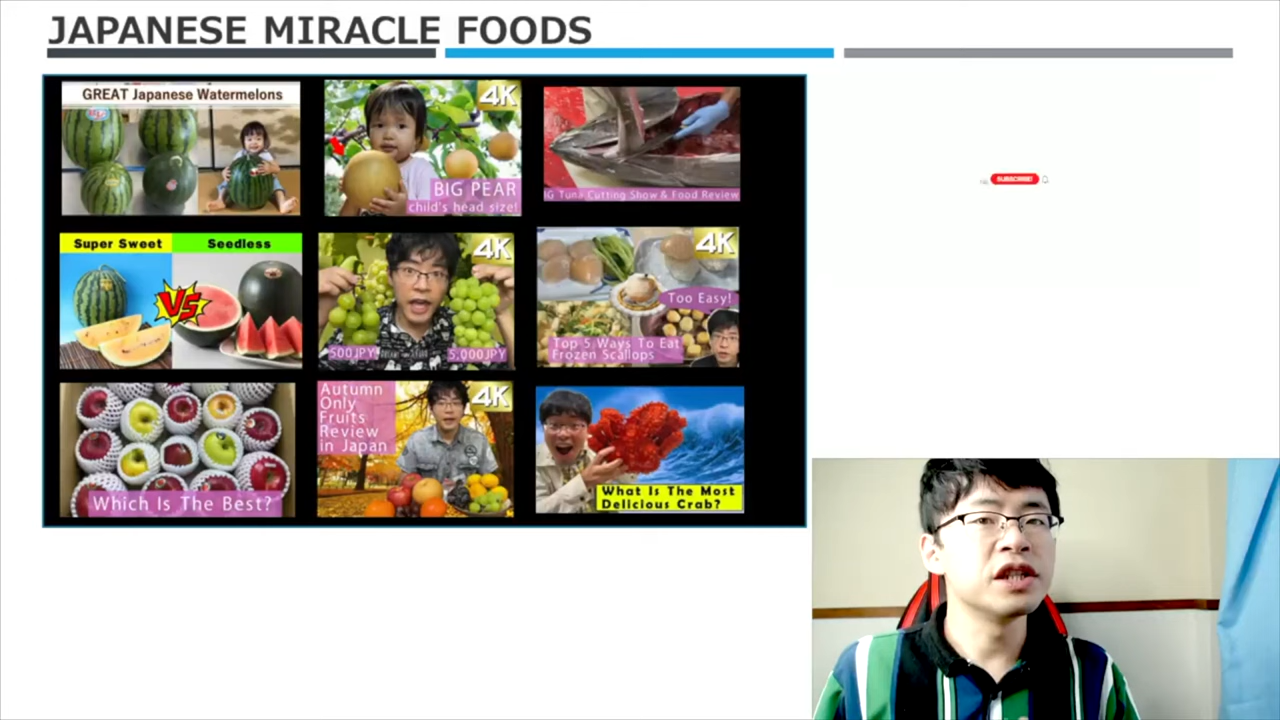 JAPANESE MIRACLE FOODS
GREAT Japanese Watermelons
4K
BIG PEAR
child's head size!
IG Tuna Cutting Show & Food Review
Super Sweet
Seedless
VS
4K
500JPY
5,000JPY
4K
Too Easy!
Top 5 Ways To Eat
Frozen Scallops
Which Is The Best?
Autumn
Only
Fruits
Review
in Japan
4K
What Is The Most
Delicious Crab?
SUBSCRIBE!